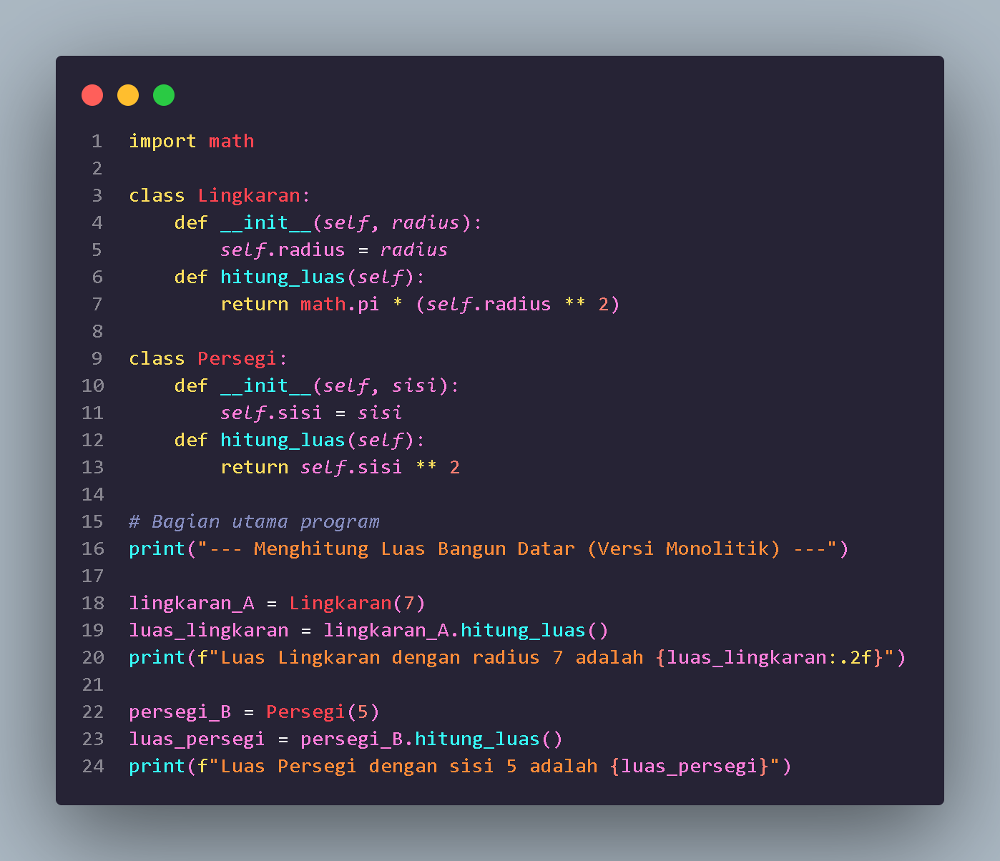 1 import math
2
3 class Lingkaran:
4     def __init__(self, radius):
5         self.radius = radius
6     def hitung_luas(self):
7         return math.pi * (self.radius ** 2)
8
9 class Persegi:
10     def __init__(self, sisi):
11         self.sisi = sisi
12     def hitung_luas(self):
13         return self.sisi ** 2
14
15 # Bagian utama program
16 print("--- Menghitung Luas Bangun Datar (Versi Monolitik) ---")
17
18 lingkaran_A = Lingkaran(7)
19 luas_lingkaran = lingkaran_A.hitung_luas()
20 print(f"Luas Lingkaran dengan radius 7 adalah {luas_lingkaran:.2f}")
21
22 persegi_B = Persegi(5)
23 luas_persegi = persegi_B.hitung_luas()
24 print(f"Luas Persegi dengan sisi 5 adalah {luas_persegi}")